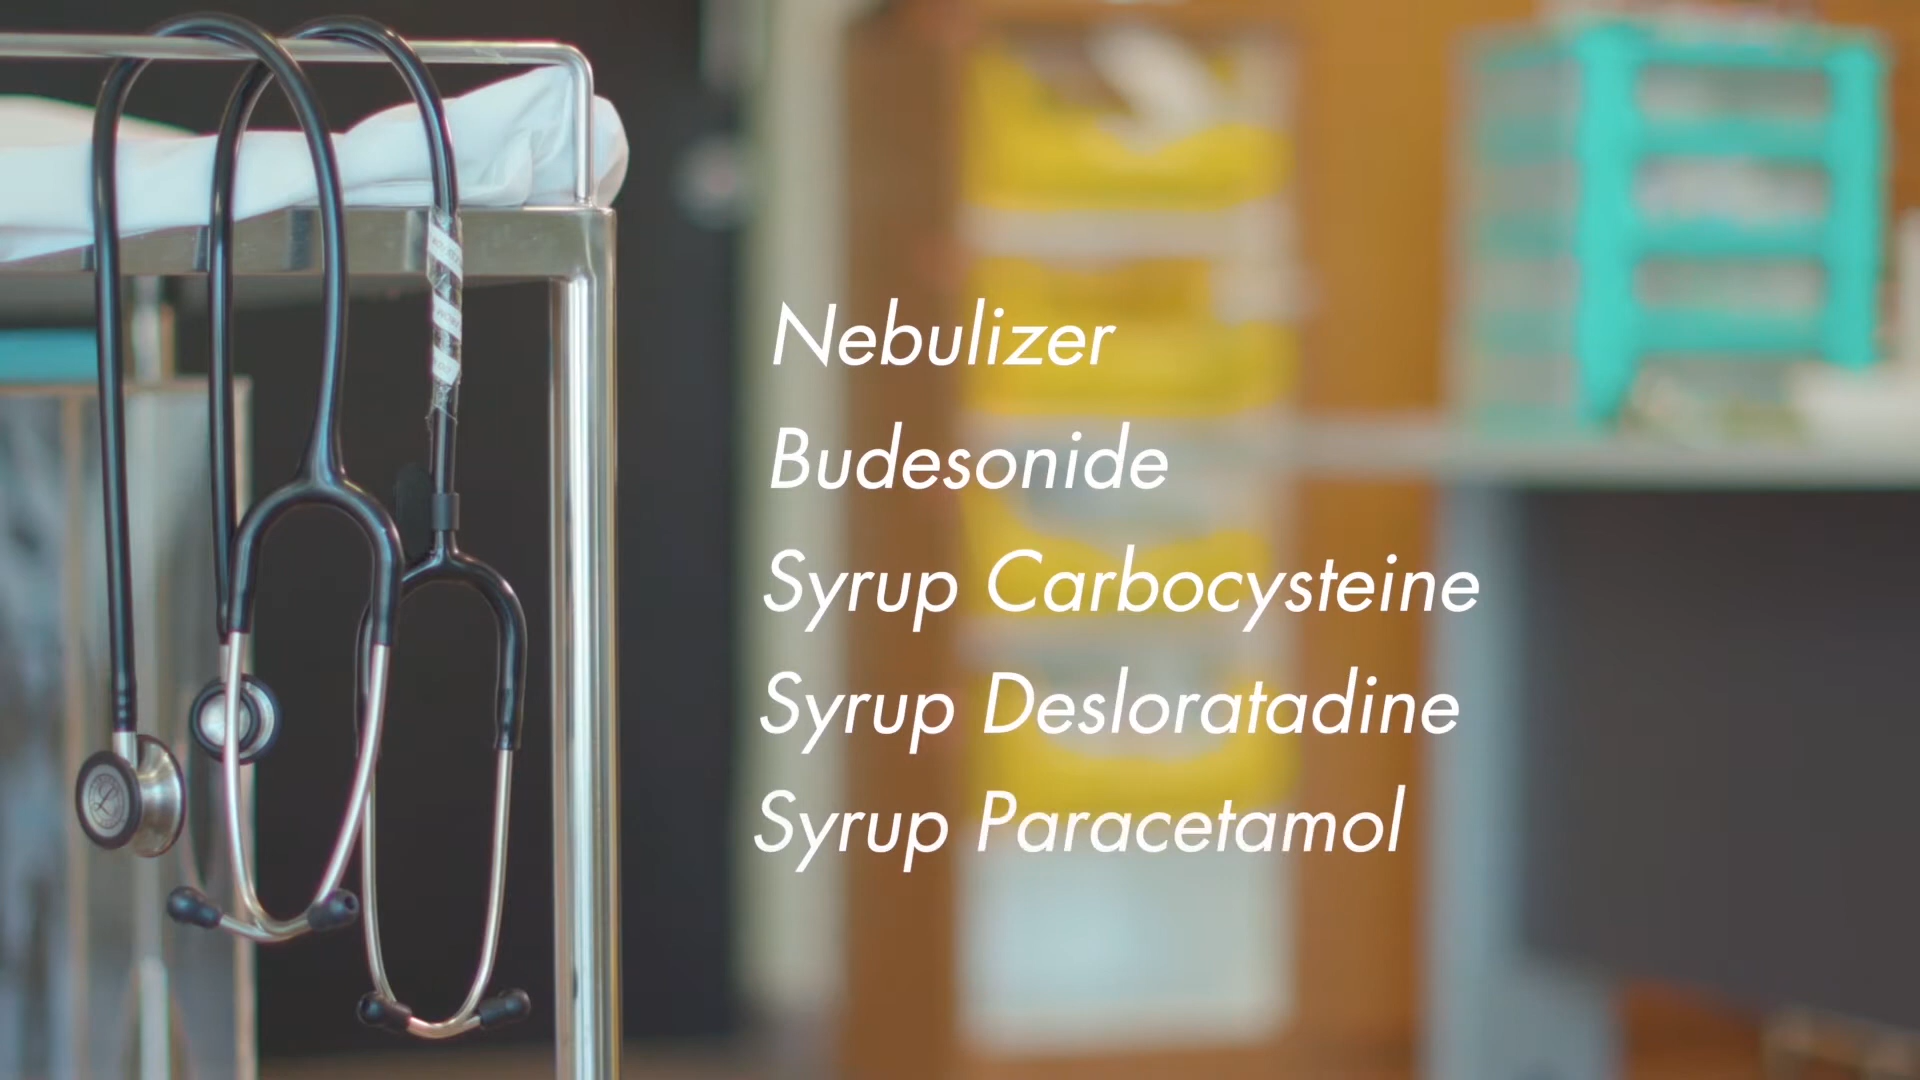 Nebulizer
Budesonide
Syrup Carbocysteine
Syrup Desloratadine
Syrup Paracetamol